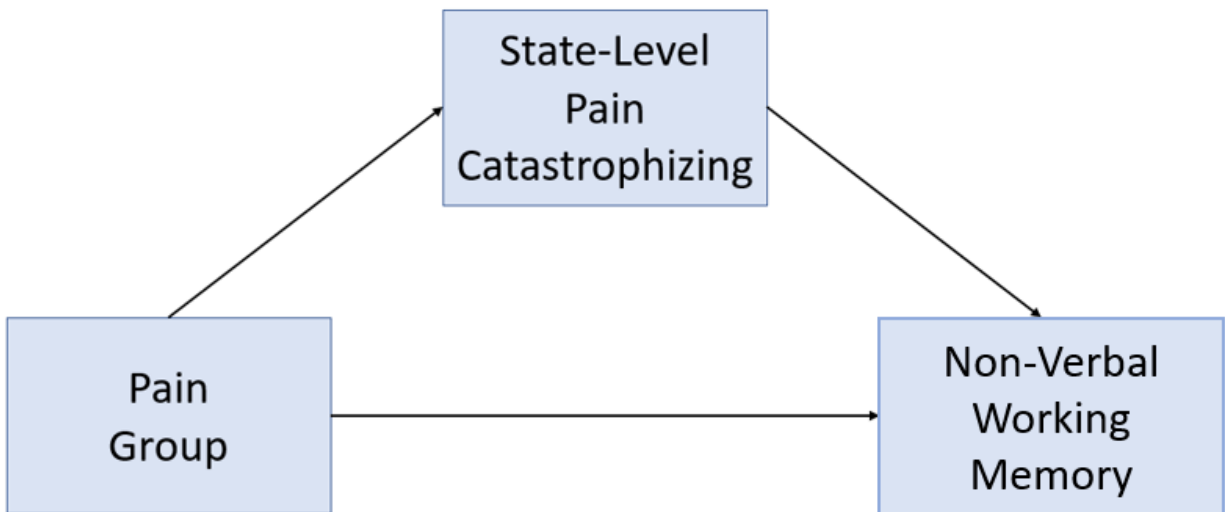 State-Level
Pain
Catastrophizing
Pain
Group
Non-Verbal
Working
Memory